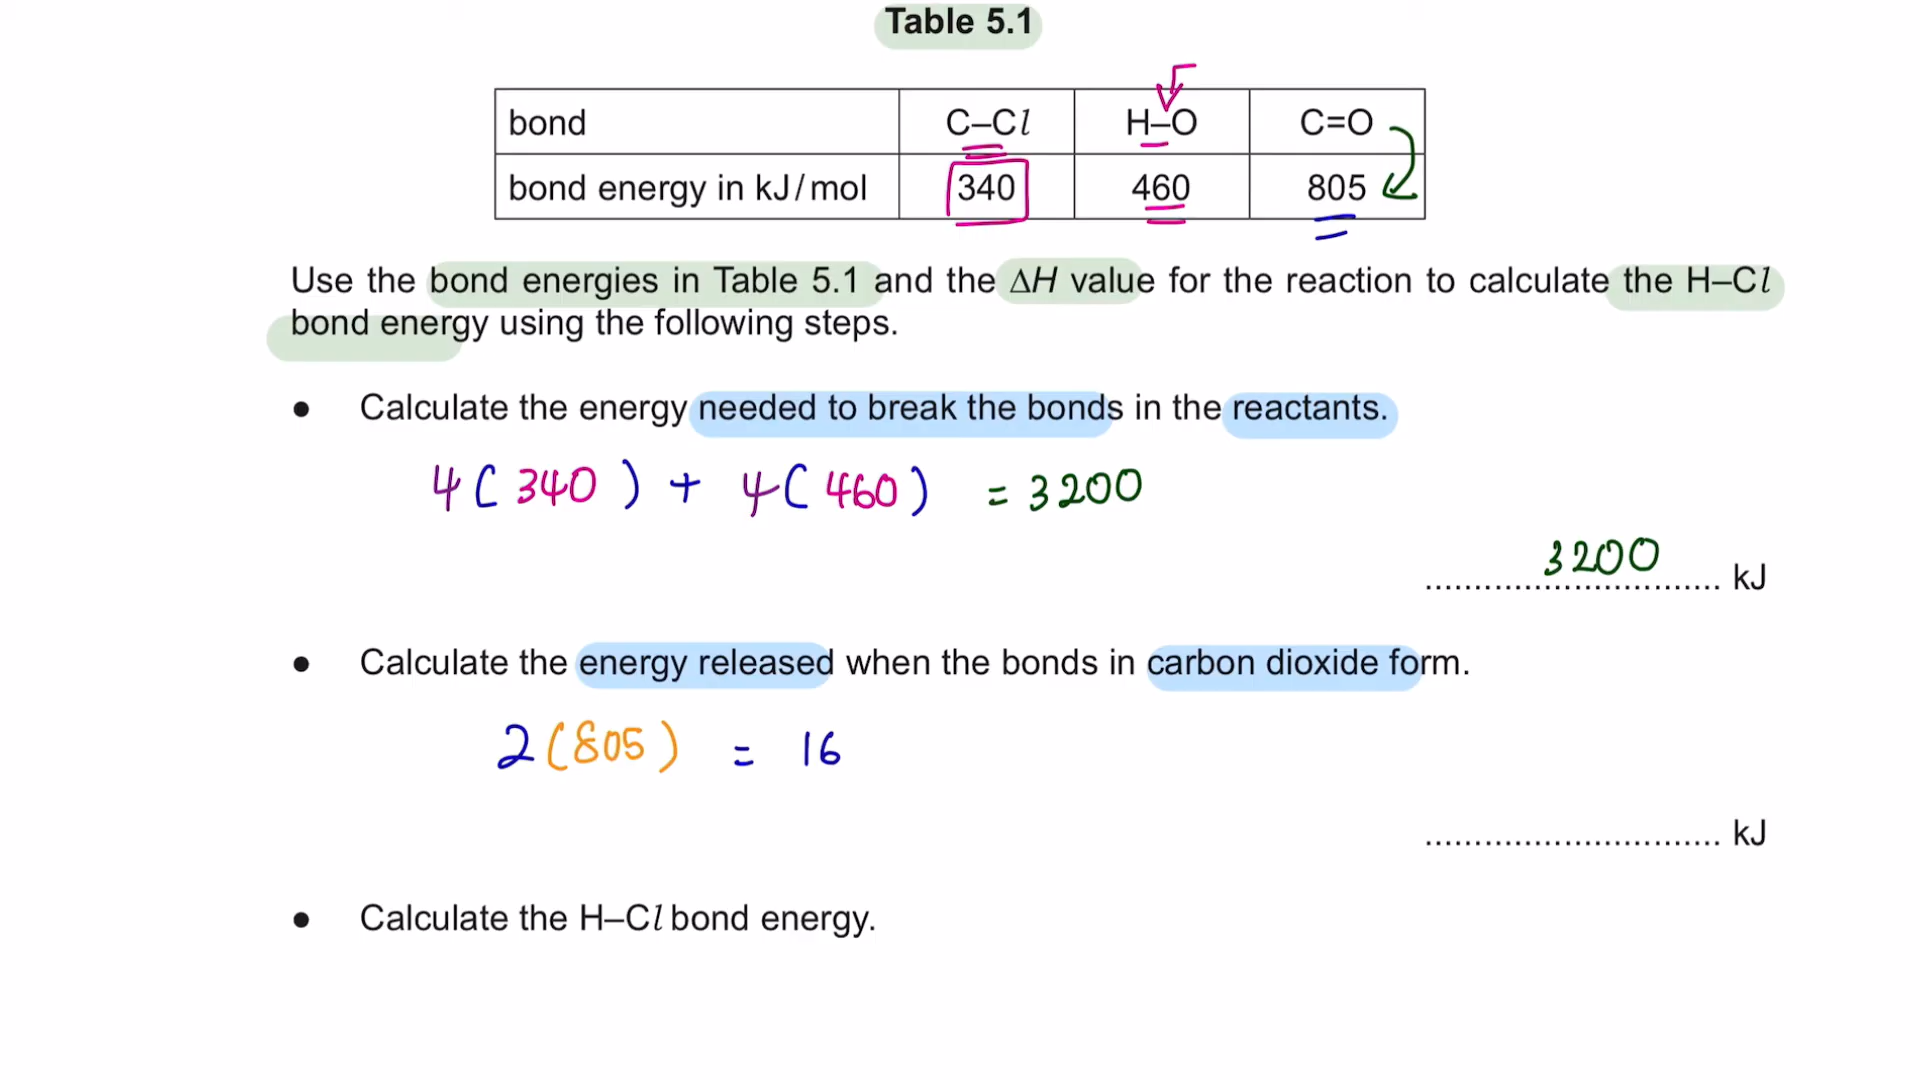 Table 5.1
bond C–Cl H–O C=O
bond energy in kJ/mol 340 460 805
Use the bond energies in Table 5.1 and the ΔH value for the reaction to calculate the H–Cl
bond energy using the following steps.
● Calculate the energy needed to break the bonds in the reactants.
4(340) + 4(460) = 3200
3200
.............................. kJ
● Calculate the energy released when the bonds in carbon dioxide form.
2(805) = 16
.............................. kJ
● Calculate the H–Cl bond energy.